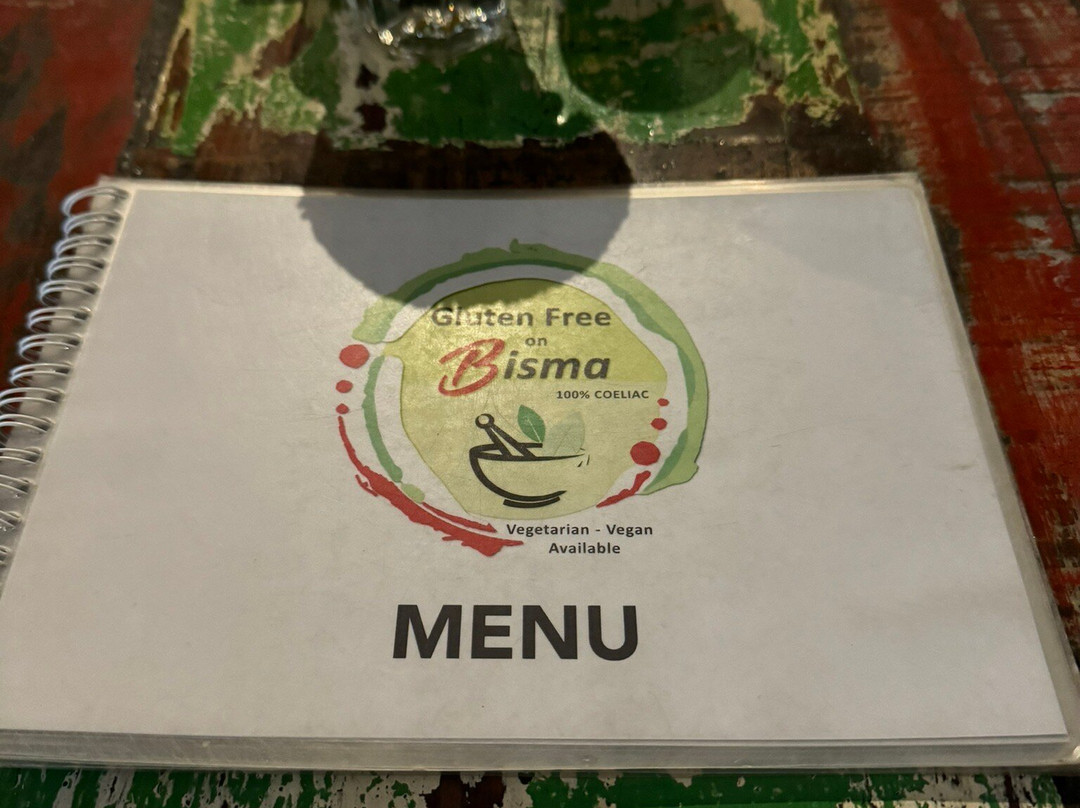 Gluten Free
on
Bisma
100% COELIAC
Vegetarian - Vegan
Available
MENU